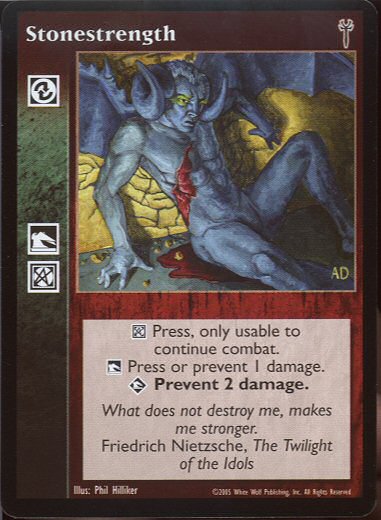 Stonestrength
AD
Press, only usable to
continue combat.
Press or prevent 1 damage.
Prevent 2 damage.
What does not destroy me, makes
me stronger.
Friedrich Nietzsche, The Twilight
of the Idols
Illus: Phil Hilliker
©2005 White Wolf Publishing, Inc. All Rights Reserved.